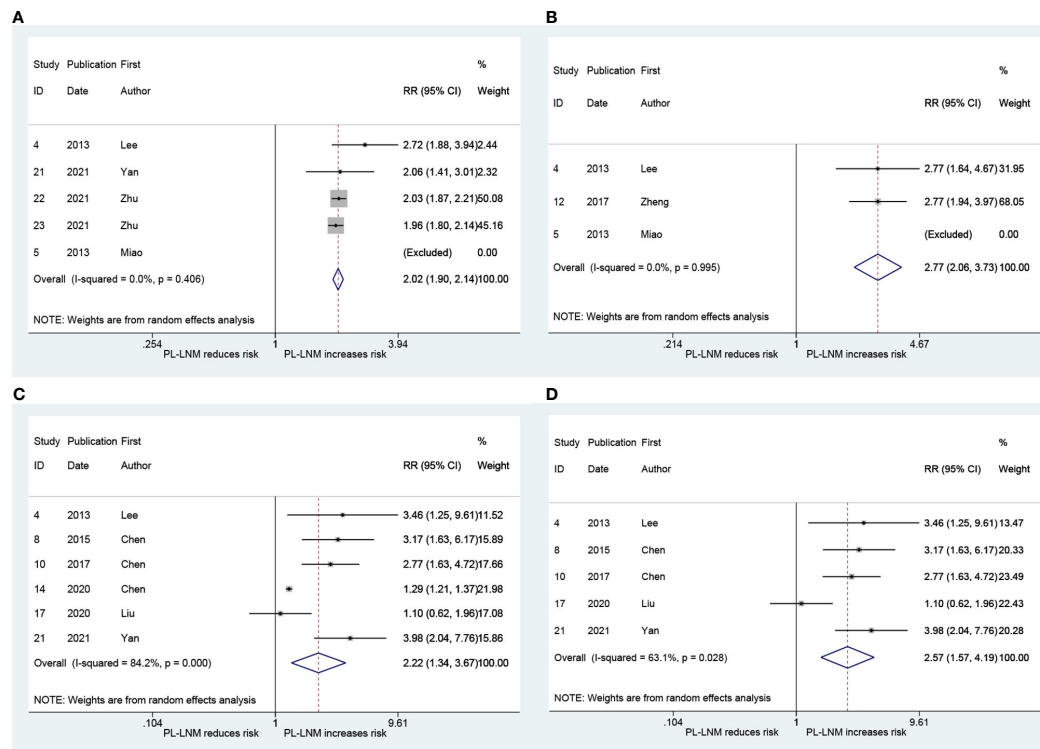 A
Study Publication First %
ID Date Author RR (95% CI) Weight
4 2013 Lee 2.72 (1.88, 3.94)2.44
21 2021 Yan 2.06 (1.41, 3.01)2.32
22 2021 Zhu 2.03 (1.87, 2.21)50.08
23 2021 Zhu 1.96 (1.80, 2.14)45.16
5 2013 Miao (Excluded) 0.00
Overall (I-squared = 0.0%, p = 0.406) 2.02 (1.90, 2.14)100.00
NOTE: Weights are from random effects analysis
.254 1 3.94
PL-LNM reduces risk PL-LNM increases risk
B
Study Publication First %
ID Date Author RR (95% CI) Weight
4 2013 Lee 2.77 (1.64, 4.67)31.95
12 2017 Zheng 2.77 (1.94, 3.97)68.05
5 2013 Miao (Excluded) 0.00
Overall (I-squared = 0.0%, p = 0.995) 2.77 (2.06, 3.73)100.00
NOTE: Weights are from random effects analysis
.214 1 4.67
PL-LNM reduces risk PL-LNM increases risk
C
Study Publication First %
ID Date Author RR (95% CI) Weight
4 2013 Lee 3.46 (1.25, 9.61)11.52
8 2015 Chen 3.17 (1.63, 6.17)15.89
10 2017 Chen 2.77 (1.63, 4.72)17.66
14 2020 Chen 1.29 (1.21, 1.37)21.98
17 2020 Liu 1.10 (0.62, 1.96)17.08
21 2021 Yan 3.98 (2.04, 7.76)15.86
Overall (I-squared = 84.2%, p = 0.000) 2.22 (1.34, 3.67)100.00
NOTE: Weights are from random effects analysis
.104 1 9.61
PL-LNM reduces risk PL-LNM increases risk
D
Study Publication First %
ID Date Author RR (95% CI) Weight
4 2013 Lee 3.46 (1.25, 9.61)13.47
8 2015 Chen 3.17 (1.63, 6.17)20.33
10 2017 Chen 2.77 (1.63, 4.72)23.49
17 2020 Liu 1.10 (0.62, 1.96)22.43
21 2021 Yan 3.98 (2.04, 7.76)20.28
Overall (I-squared = 63.1%, p = 0.028) 2.57 (1.57, 4.19)100.00
NOTE: Weights are from random effects analysis
.104 1 9.61
PL-LNM reduces risk PL-LNM increases risk